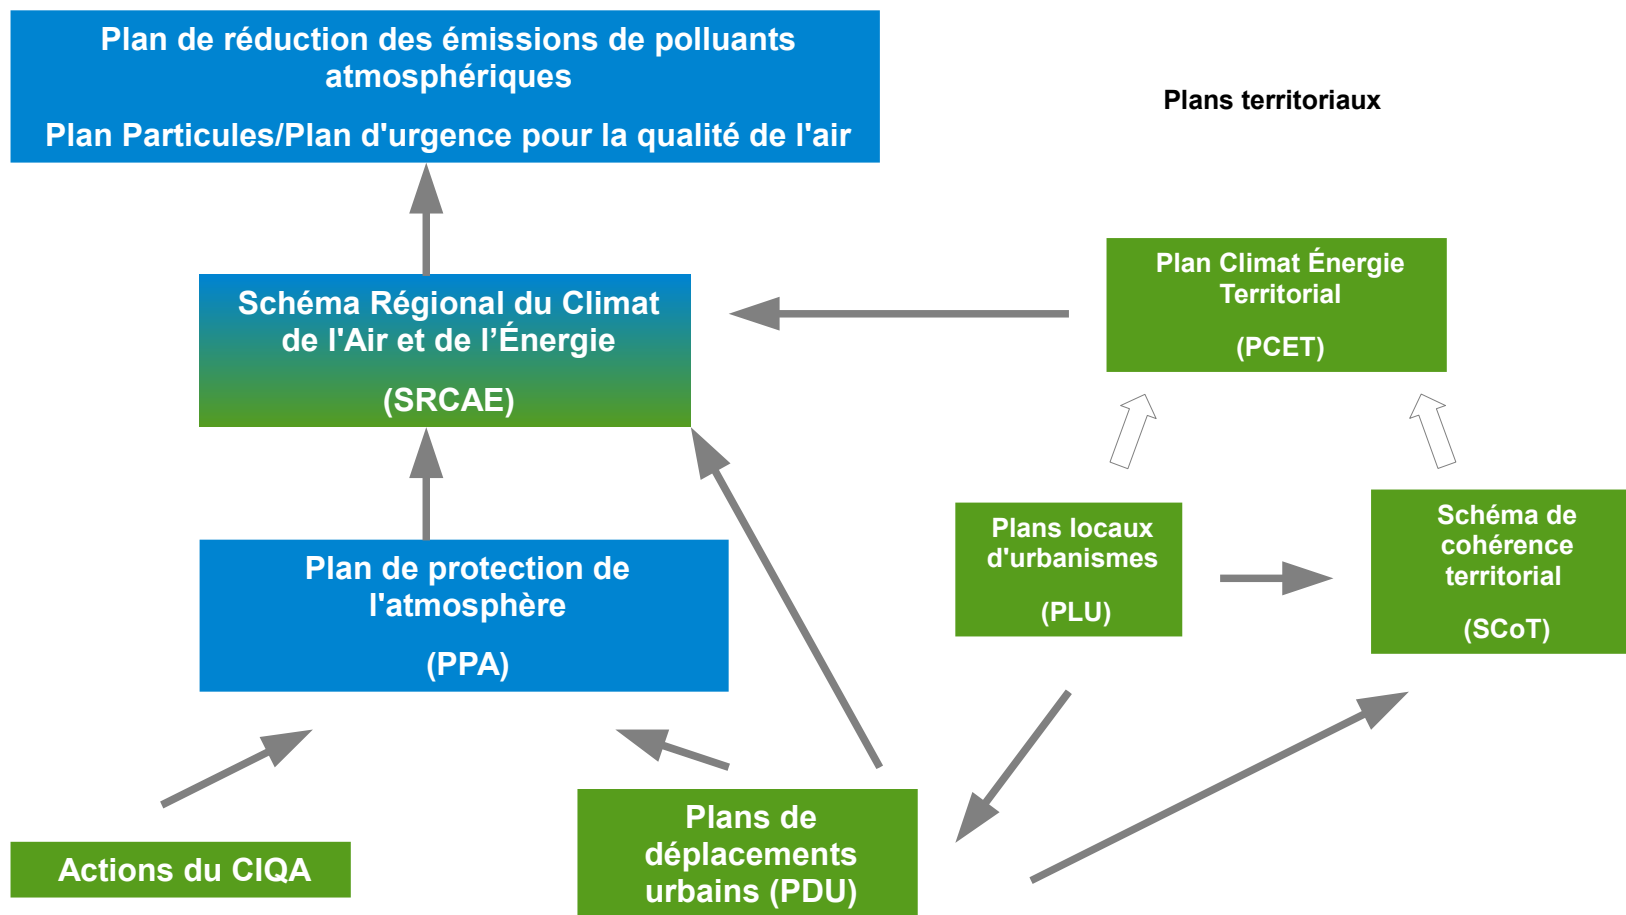 Plan de réduction des émissions de polluants
atmosphériques
Plan Particules/Plan d'urgence pour la qualité de l'air
Plans territoriaux
Schéma Régional du Climat
de l'Air et de l’Énergie
(SRCAE)
Plan Climat Énergie
Territorial
(PCET)
Plan de protection de
l'atmosphère
(PPA)
Plans locaux
d'urbanismes
(PLU)
Schéma de
cohérence
territorial
(SCoT)
Actions du CIQA
Plans de
déplacements
urbains (PDU)